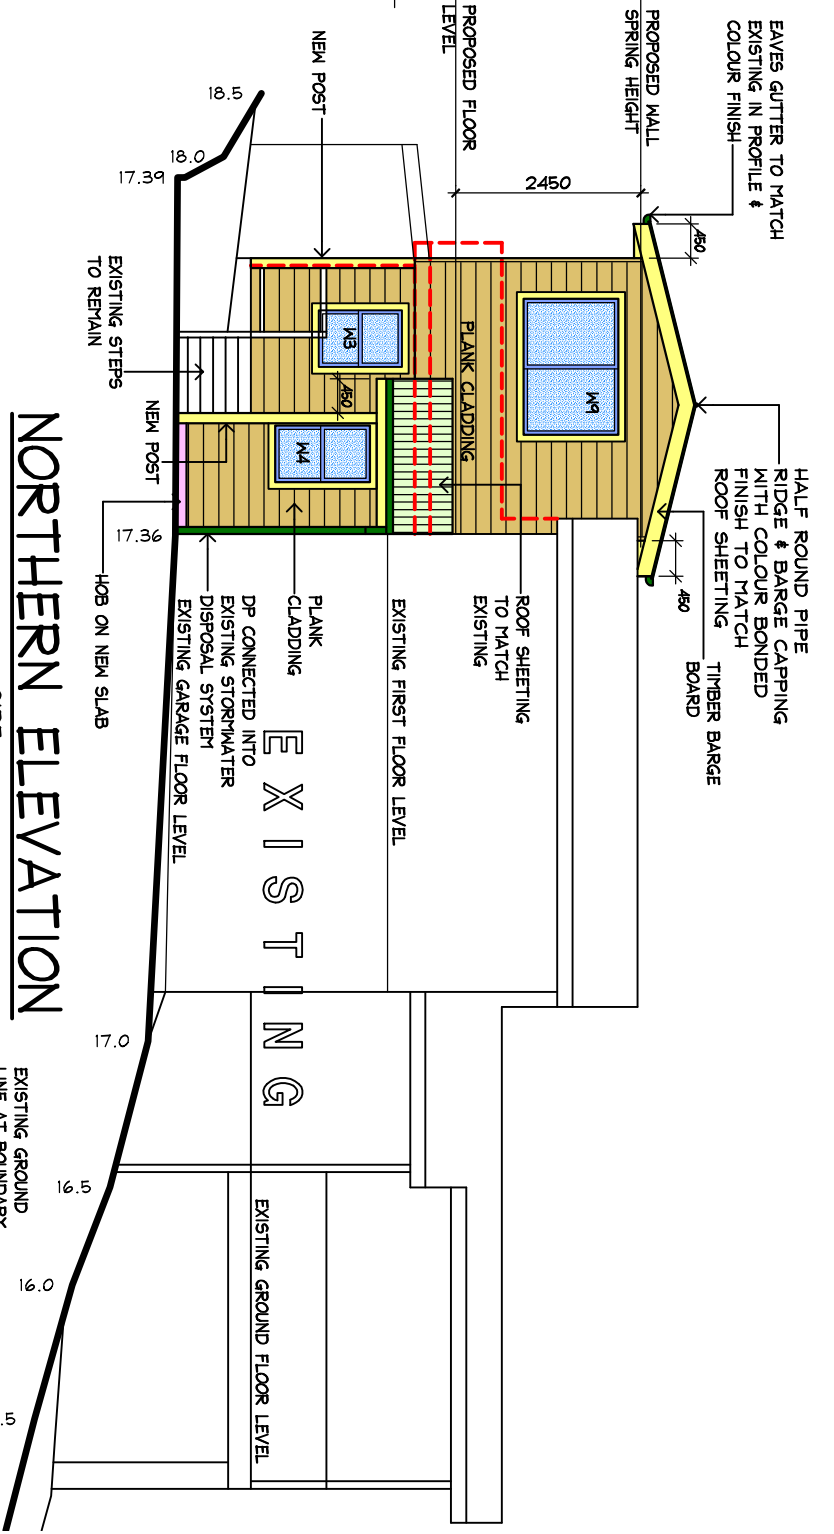 EAVES GUTTER TO MATCH
EXISTING IN PROFILE &
COLOUR FINISH
PROPOSED WALL
SPRING HEIGHT
PROPOSED FLOOR
LEVEL
NEW POST
18.5
18.0
17.39
2450
450
HALF ROUND PIPE
RIDGE & BARGE CAPPING
WITH COLOUR BONDED
FINISH TO MATCH
ROOF SHEETING
TIMBER BARGE
BOARD
450
W9
PLANK CLADDING
W3
450
W4
ROOF SHEETING
TO MATCH
EXISTING
EXISTING FIRST FLOOR LEVEL
PLANK
CLADDING
DP CONNECTED INTO
EXISTING STORMWATER
DISPOSAL SYSTEM
EXISTING GARAGE FLOOR LEVEL
EXISTING STEPS
TO REMAIN
NEW POST
17.36
HOB ON NEW SLAB
EXISTING
EXISTING GROUND FLOOR LEVEL
17.0
16.5
16.0
.5
NORTHERN ELEVATION
EXISTING GROUND
LINE AT BOUNDARY